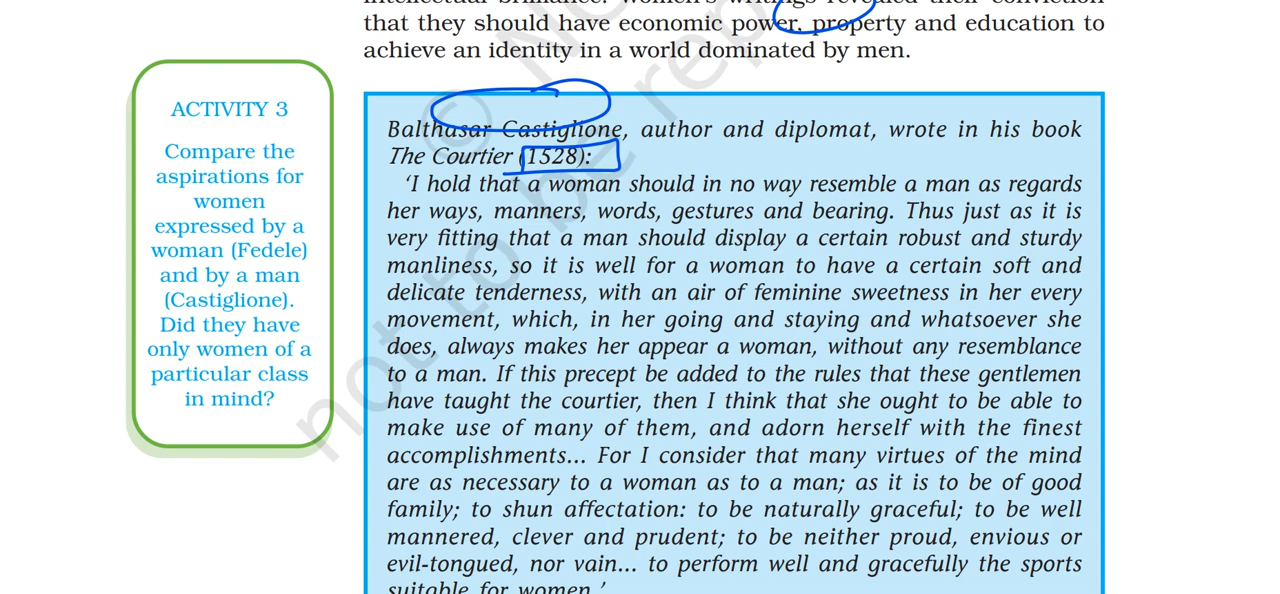 that they should have economic power, property and education to
achieve an identity in a world dominated by men.
ACTIVITY 3
Compare the
aspirations for
women
expressed by a
woman (Fedele)
and by a man
(Castiglione).
Did they have
only women of a
particular class
in mind?
Balthasar Castiglione, author and diplomat, wrote in his book
The Courtier (1528):
‘I hold that a woman should in no way resemble a man as regards
her ways, manners, words, gestures and bearing. Thus just as it is
very fitting that a man should display a certain robust and sturdy
manliness, so it is well for a woman to have a certain soft and
delicate tenderness, with an air of feminine sweetness in her every
movement, which, in her going and staying and whatsoever she
does, always makes her appear a woman, without any resemblance
to a man. If this precept be added to the rules that these gentlemen
have taught the courtier, then I think that she ought to be able to
make use of many of them, and adorn herself with the finest
accomplishments... For I consider that many virtues of the mind
are as necessary to a woman as to a man; as it is to be of good
family; to shun affectation: to be naturally graceful; to be well
mannered, clever and prudent; to be neither proud, envious or
evil-tongued, nor vain... to perform well and gracefully the sports
suitable for women.’
© N
not to be rep